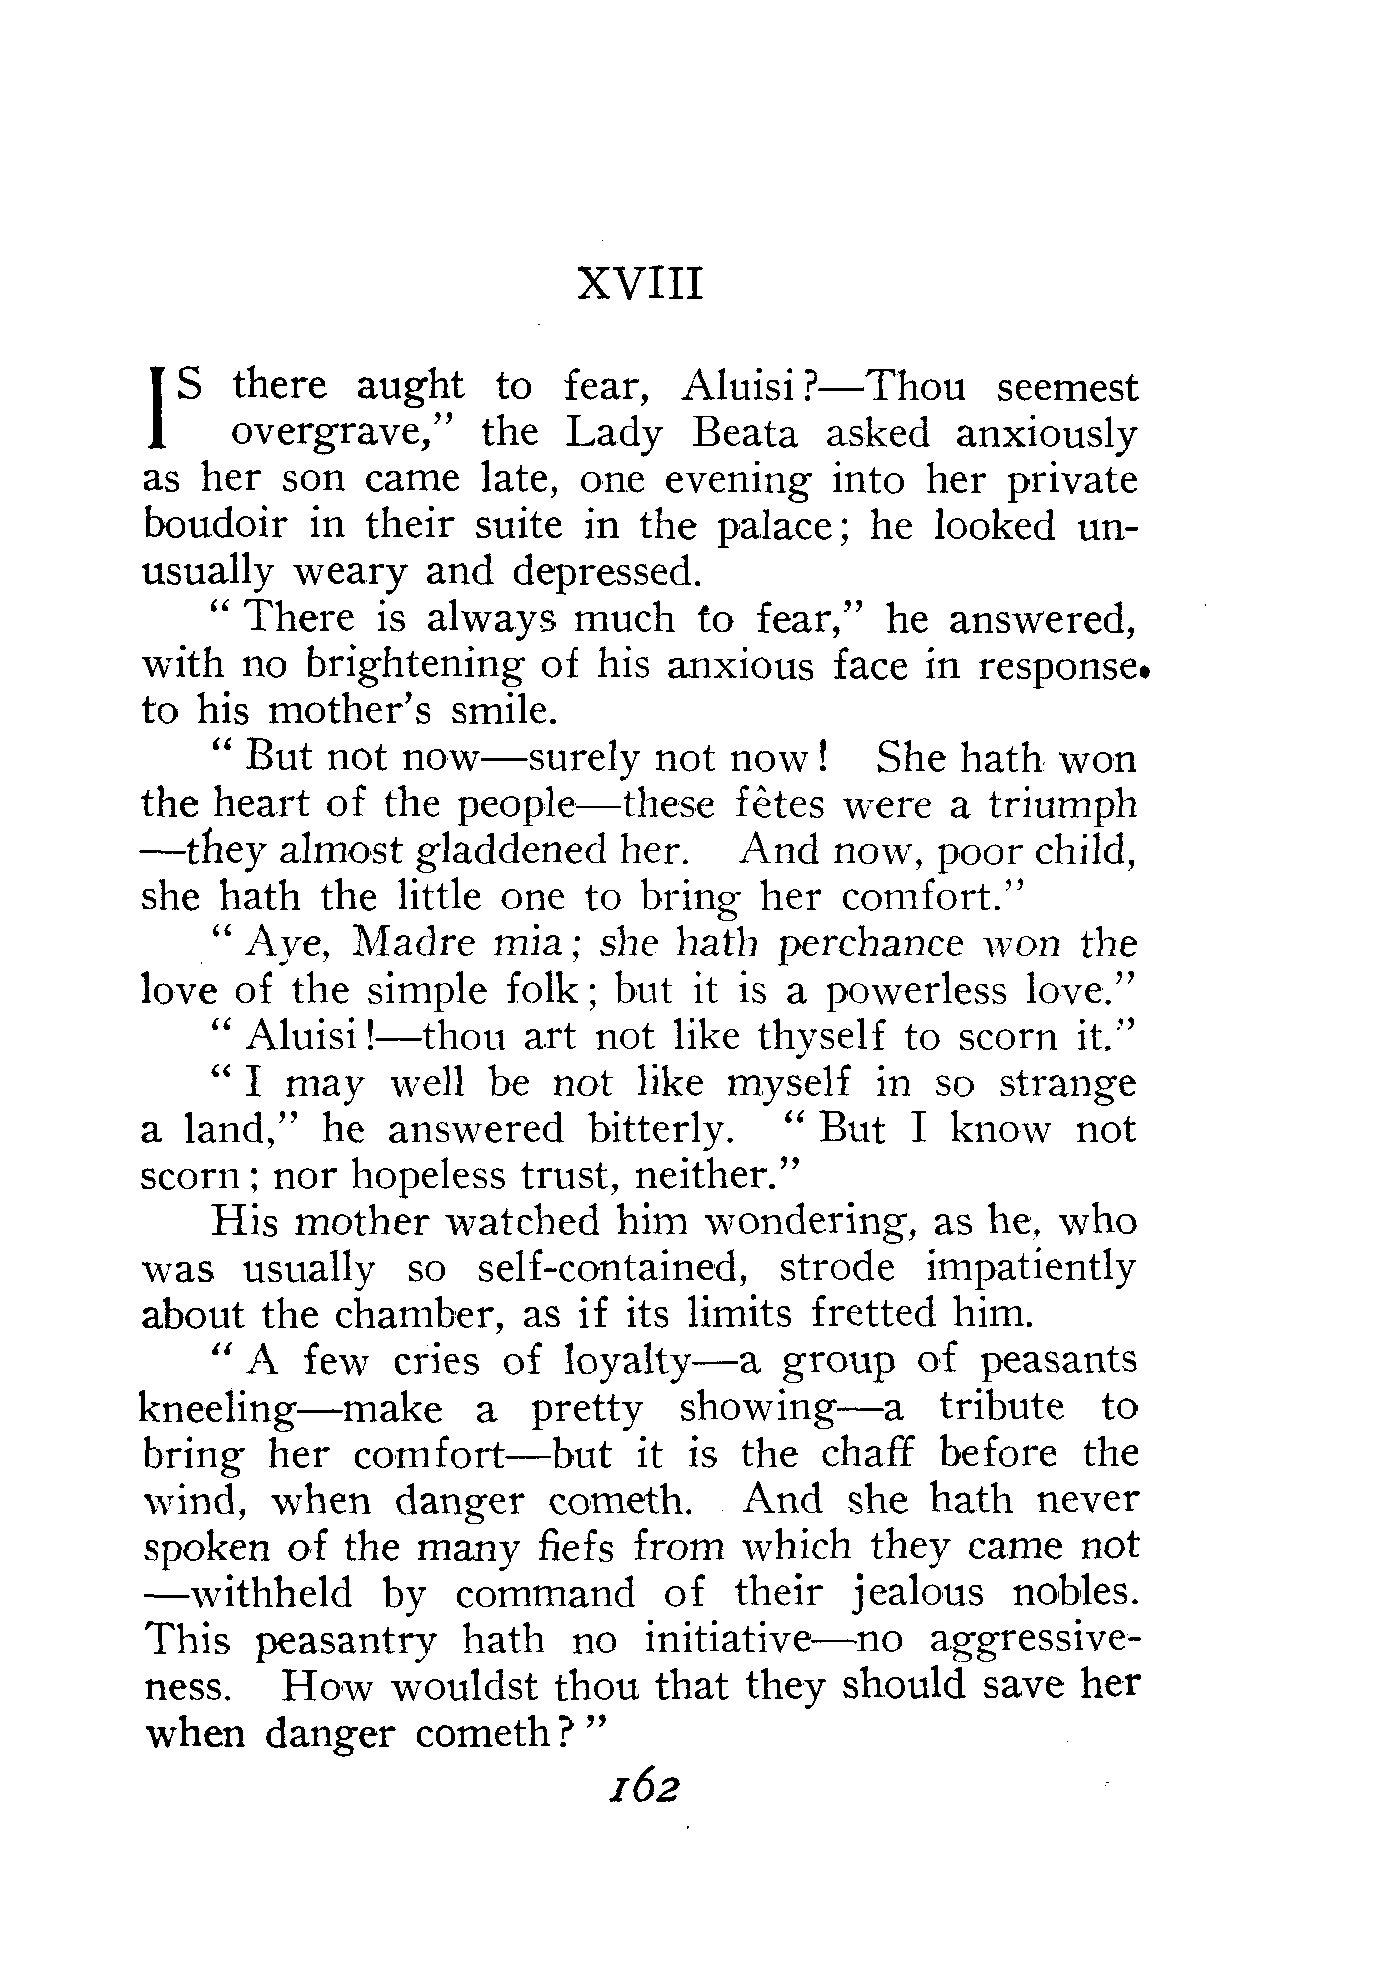 XVIII
IS there aught to fear, Aluisi?—Thou seemest
overgrave,” the Lady Beata asked anxiously
as her son came late, one evening into her private
boudoir in their suite in the palace; he looked un-
usually weary and depressed.
“ There is always much to fear,” he answered,
with no brightening of his anxious face in response.
to his mother’s smile.
“ But not now—surely not now! She hath won
the heart of the people—these fêtes were a triumph
—they almost gladdened her. And now, poor child,
she hath the little one to bring her comfort.”
“ Aye, Madre mia; she hath perchance won the
love of the simple folk; but it is a powerless love.”
“ Aluisi!—thou art not like thyself to scorn it.”
“ I may well be not like myself in so strange
a land,” he answered bitterly. “ But I know not
scorn; nor hopeless trust, neither.”
His mother watched him wondering, as he, who
was usually so self-contained, strode impatiently
about the chamber, as if its limits fretted him.
“ A few cries of loyalty—a group of peasants
kneeling—make a pretty showing—a tribute to
bring her comfort—but it is the chaff before the
wind, when danger cometh. And she hath never
spoken of the many fiefs from which they came not
—withheld by command of their jealous nobles.
This peasantry hath no initiative—no aggressive-
ness. How wouldst thou that they should save her
when danger cometh? ”
162